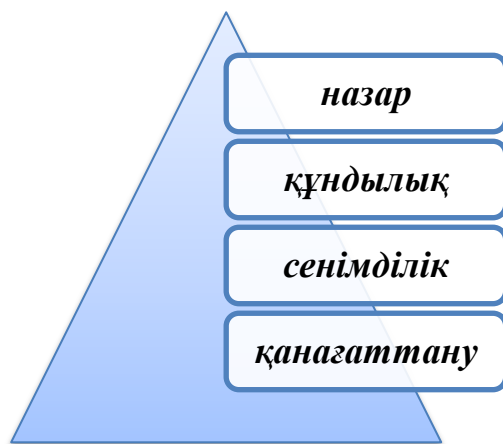 назар
құндылық
сенімділік
қанағаттану